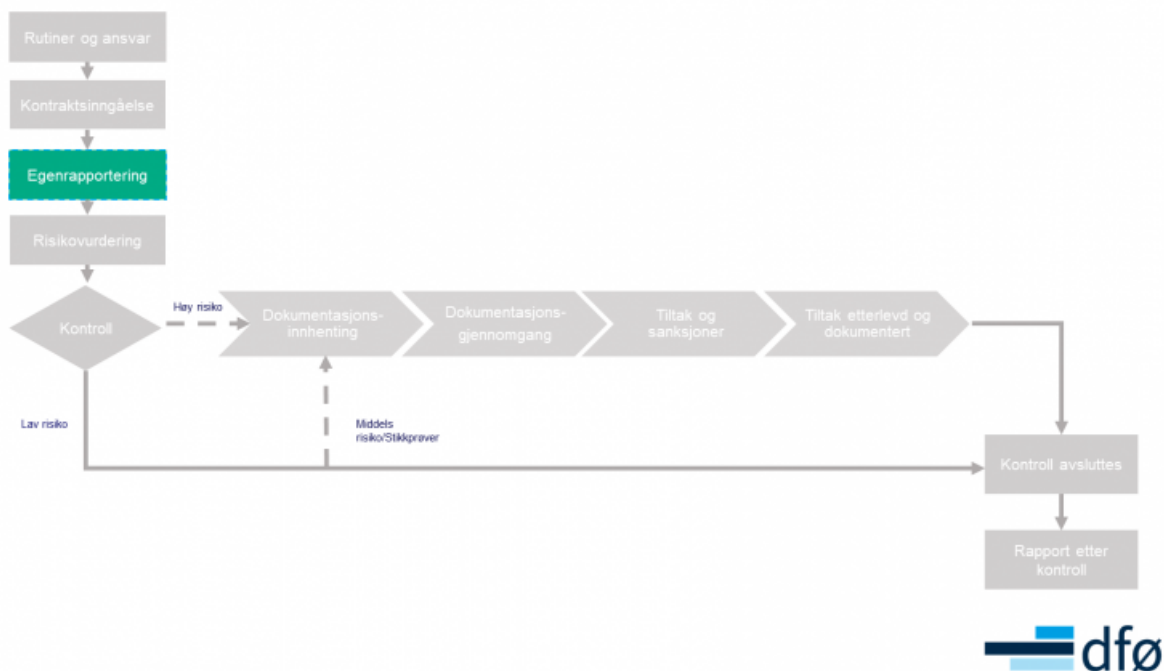 Rutiner og ansvar
Kontraktsinngåelse
Egenrapportering
Risikovurdering
Kontroll
Høy risiko
Dokumentasjons-
innhenting
Dokumentasjons-
gjennomgang
Tiltak og
sanksjoner
Tiltak etterlevd og
dokumentert
Lav risiko
Middels
risiko/Stikkprøver
Kontroll avsluttes
Rapport etter
kontroll
dfø